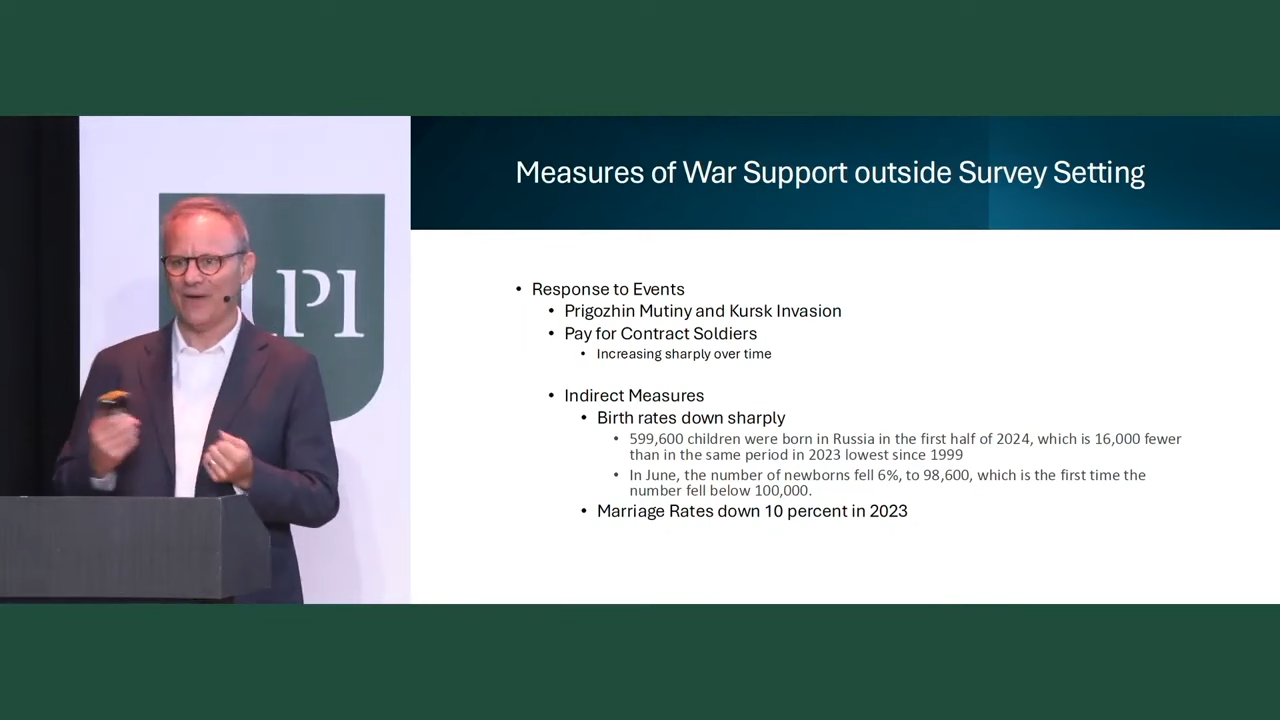 Measures of War Support outside Survey Setting
• Response to Events
• Prigozhin Mutiny and Kursk Invasion
• Pay for Contract Soldiers
• Increasing sharply over time
• Indirect Measures
• Birth rates down sharply
• 599,600 children were born in Russia in the first half of 2024, which is 16,000 fewer
than in the same period in 2023 lowest since 1999
• In June, the number of newborns fell 6%, to 98,600, which is the first time the
number fell below 100,000.
• Marriage Rates down 10 percent in 2023